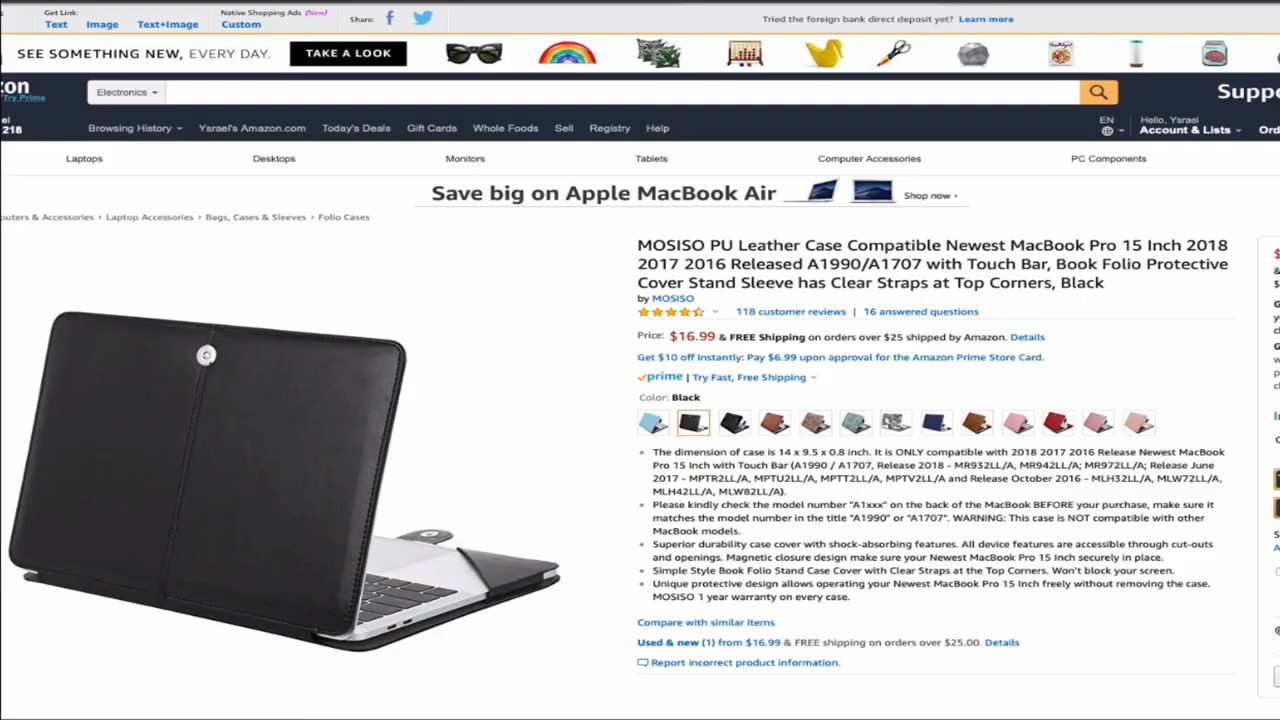 Get Link:
Text Image Text+Image
Native Shopping Ads (New)
Custom
Share:
Tried the foreign bank direct deposit yet? Learn more
SEE SOMETHING NEW, EVERY DAY. TAKE A LOOK
zon
Try Prime
Electronics
Suppo
el
218
Browsing History Ysrael's Amazon.com Today's Deals Gift Cards Whole Foods Sell Registry Help
EN
Hello, Ysrael
Account & Lists
Ord
Laptops Desktops Monitors Tablets Computer Accessories PC Components
Save big on Apple MacBook Air Shop now ›
puters & Accessories › Laptop Accessories › Bags, Cases & Sleeves › Folio Cases
MOSISO PU Leather Case Compatible Newest MacBook Pro 15 Inch 2018
2017 2016 Released A1990/A1707 with Touch Bar, Book Folio Protective
Cover Stand Sleeve has Clear Straps at Top Corners, Black
by MOSISO
118 customer reviews | 16 answered questions
Price: $16.99 & FREE Shipping on orders over $25 shipped by Amazon. Details
Get $10 off instantly: Pay $6.99 upon approval for the Amazon Prime Store Card.
prime | Try Fast, Free Shipping
Color: Black
• The dimension of case is 14 x 9.5 x 0.8 inch. It is ONLY compatible with 2018 2017 2016 Release Newest MacBook
Pro 15 Inch with Touch Bar (A1990 / A1707, Release 2018 - MR932LL/A, MR942LL/A; MR972LL/A; Release June
2017 - MPTR2LL/A, MPTU2LL/A, MPTT2LL/A, MPTV2LL/A and Release October 2016 - MLH32LL/A, MLW72LL/A,
MLH42LL/A, MLW82LL/A).
• Please kindly check the model number "A1xxx" on the back of the MacBook BEFORE your purchase, make sure it
matches the model number in the title "A1990" or "A1707". WARNING: This case is NOT compatible with other
MacBook models.
• Superior durability case cover with shock-absorbing features. All device features are accessible through cut-outs
and openings. Magnetic closure design make sure your Newest MacBook Pro 15 Inch securely in place.
• Simple Style Book Folio Stand Case Cover with Clear Straps at the Top Corners. Won't block your screen.
• Unique protective design allows operating your Newest MacBook Pro 15 Inch freely without removing the case.
MOSISO 1 year warranty on every case.
Compare with similar items
Used & new (1) from $16.99 & FREE shipping on orders over $25.00. Details
Report incorrect product information.